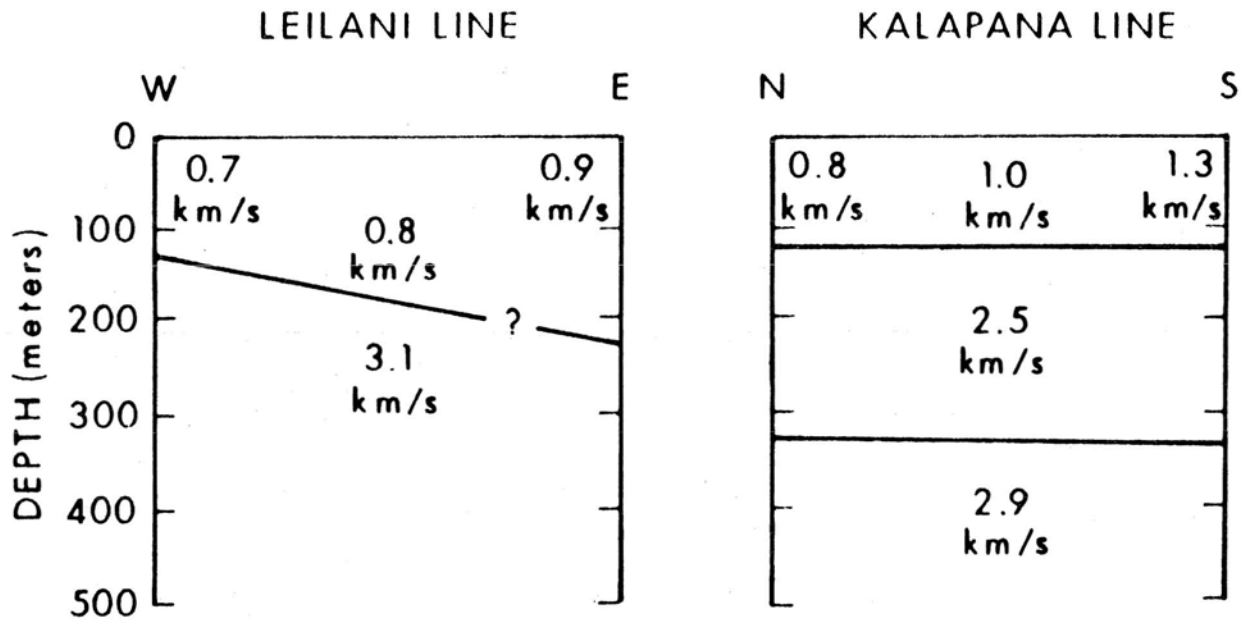 LEILANI LINE
W E
DEPTH (meters)
0
100
200
300
400
500
0.7
km/s
0.9
km/s
0.8
km/s
?
3.1
km/s
KALAPANA LINE
N S
0.8
km/s
1.0
km/s
1.3
km/s
2.5
km/s
2.9
km/s